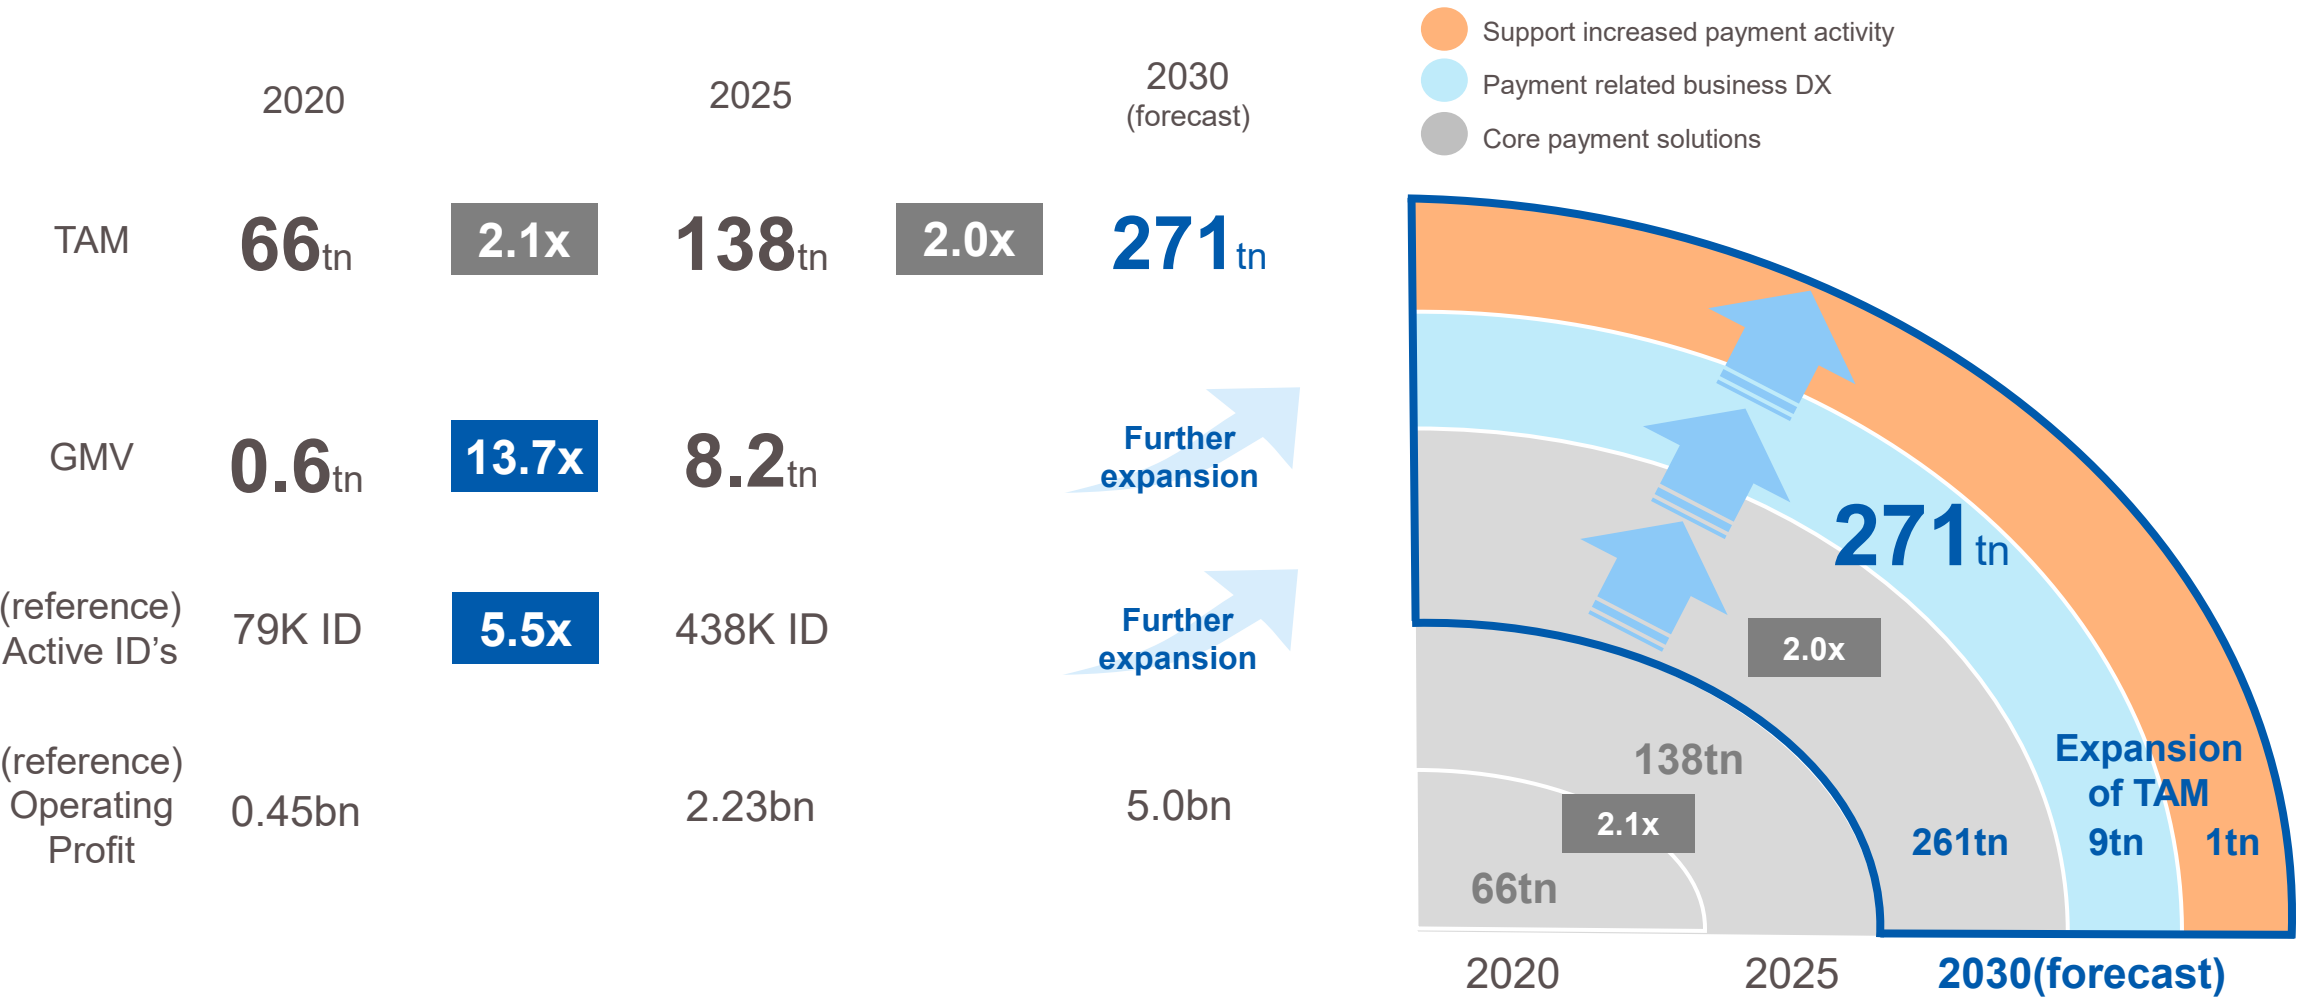 Support increased payment activity
Payment related business DX
Core payment solutions
2020
2025
2030
(forecast)
TAM
66tn
2.1x
138tn
2.0x
271tn
GMV
0.6tn
13.7x
8.2tn
Further
expansion
(reference)
Active ID’s
79K ID
5.5x
438K ID
Further
expansion
(reference)
Operating
Profit
0.45bn
2.23bn
5.0bn
271tn
2.0x
138tn
2.1x
66tn
Expansion
of TAM
261tn
9tn
1tn
2020
2025
2030(forecast)